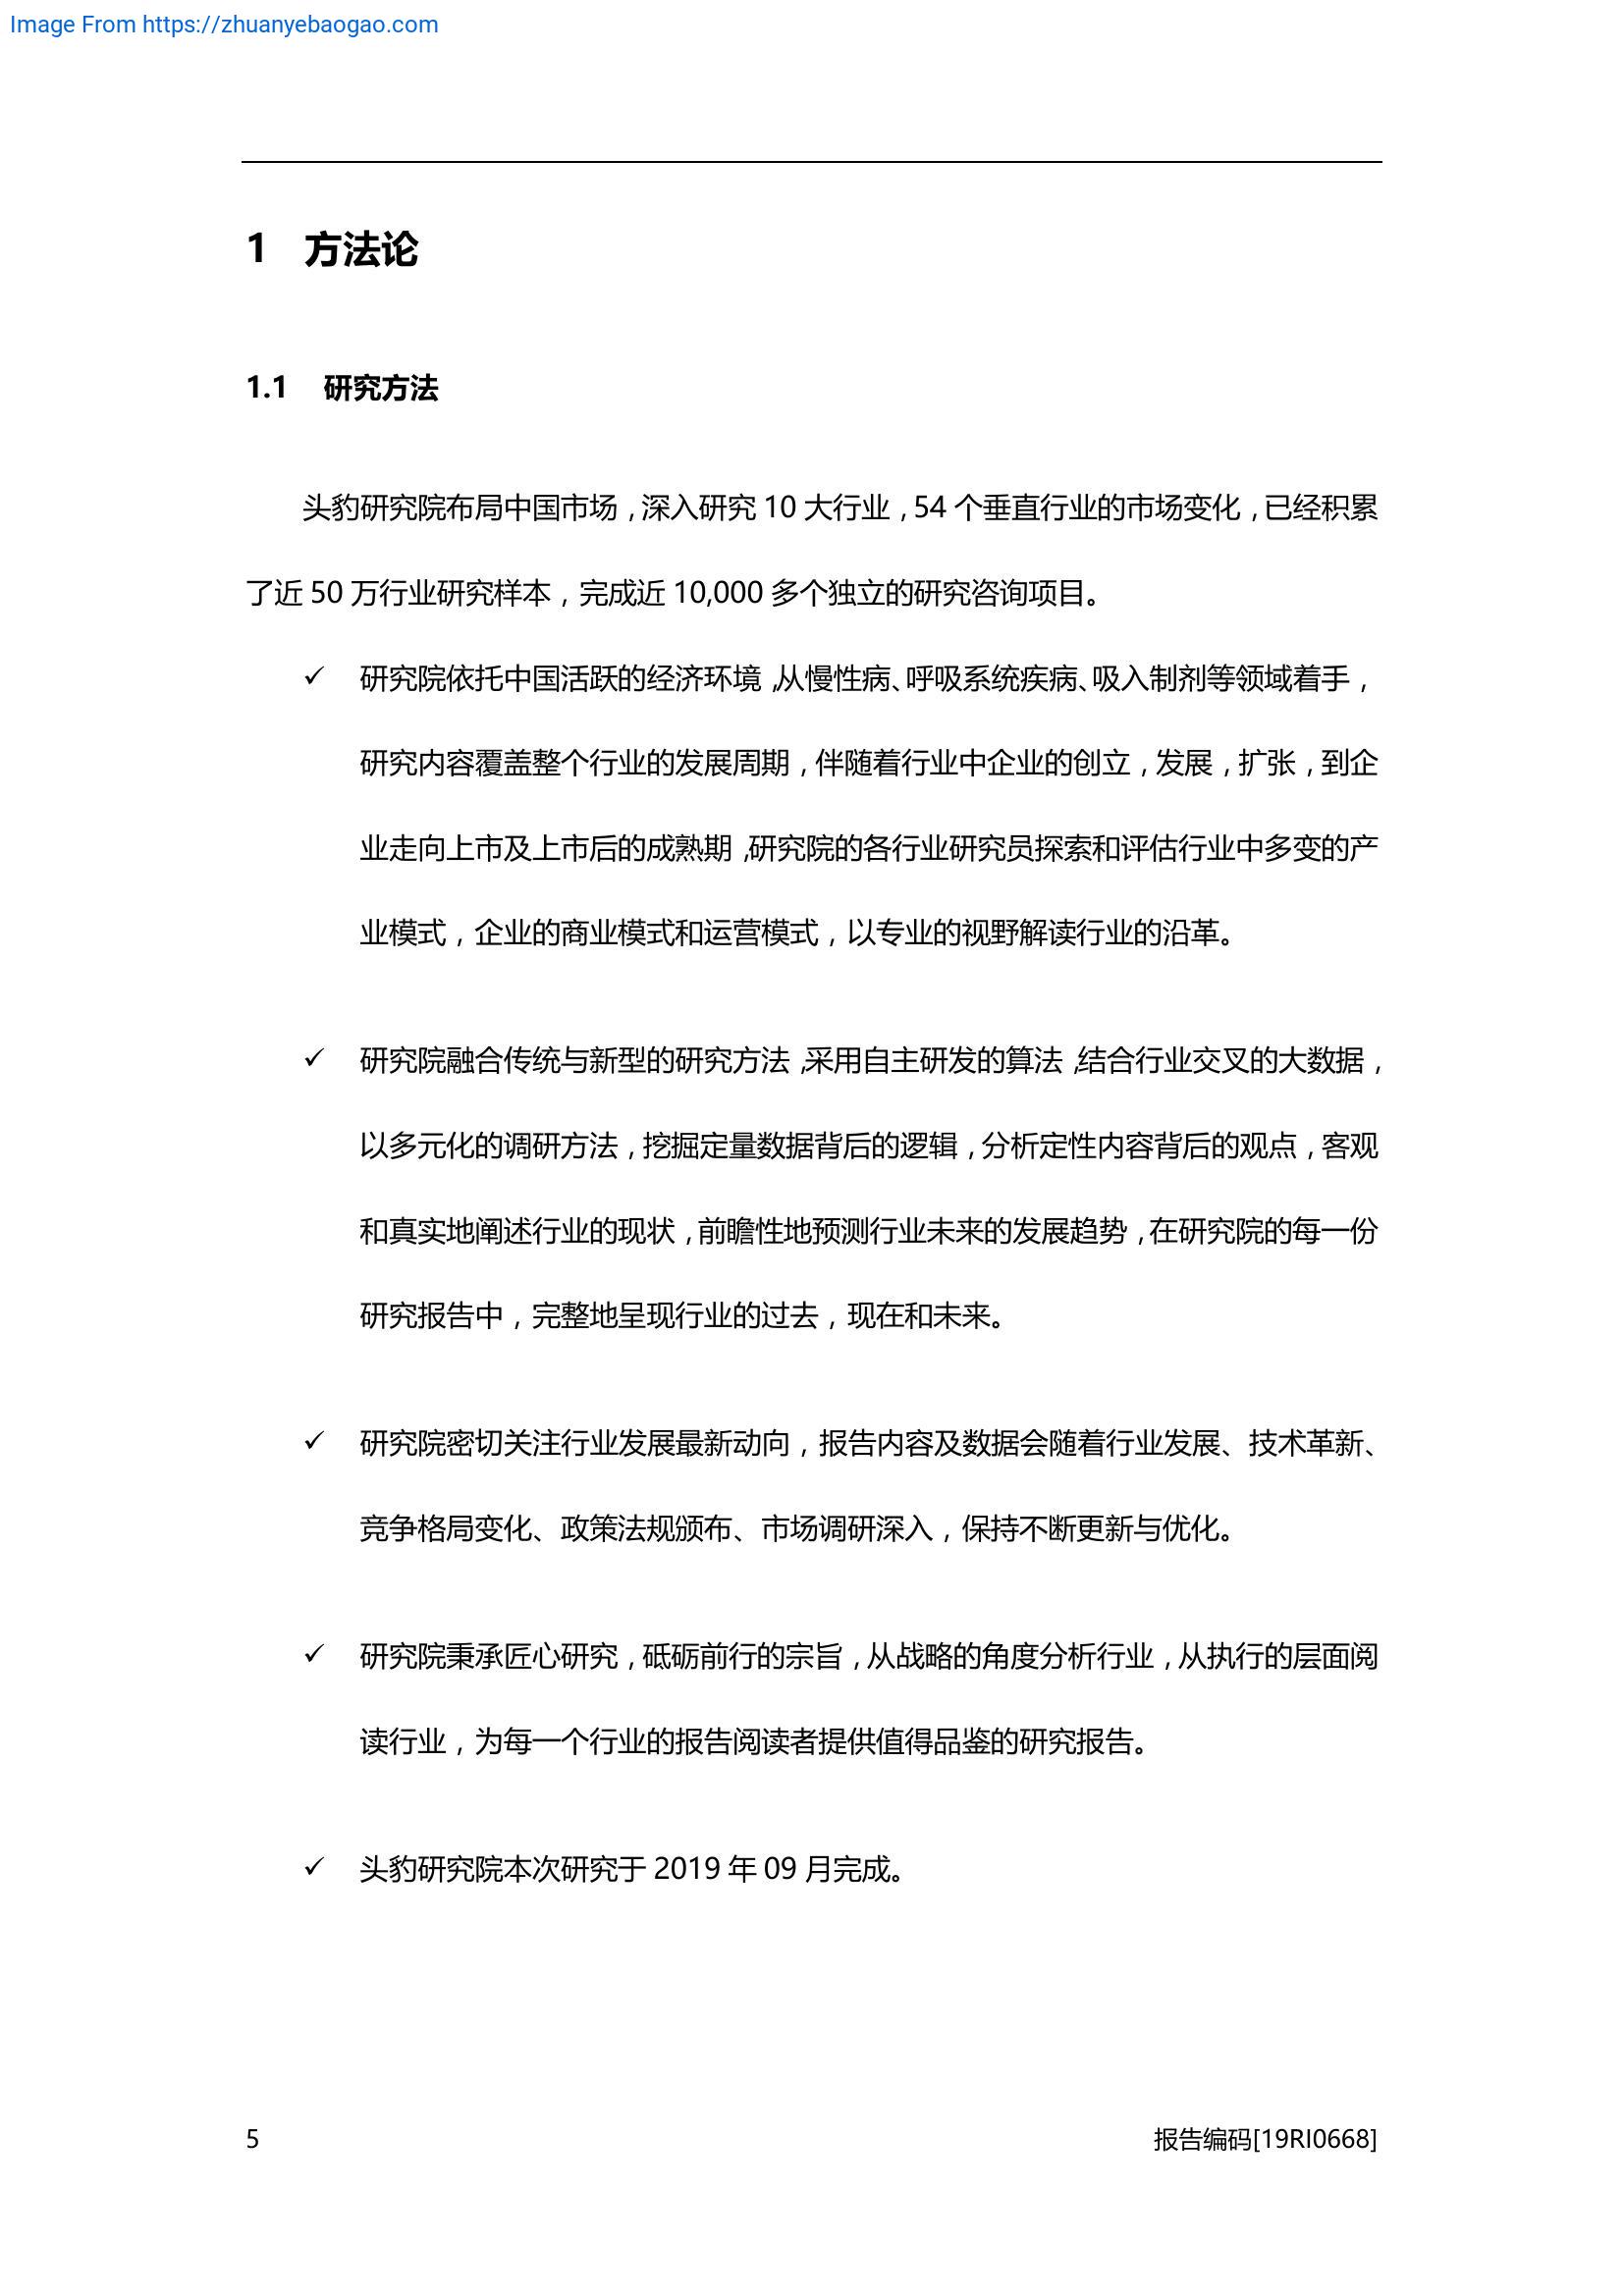 Image From https://zhuanyebaogao.com
1 方法论
1.1 研究方法
头豹研究院布局中国市场，深入研究 10 大行业，54 个垂直行业的市场变化，已经积累
了近 50 万行业研究样本，完成近 10,000 多个独立的研究咨询项目。
✓ 研究院依托中国活跃的经济环境，从慢性病、呼吸系统疾病、吸入制剂等领域着手，
研究内容覆盖整个行业的发展周期，伴随着行业中企业的创立，发展，扩张，到企
业走向上市及上市后的成熟期，研究院的各行业研究员探索和评估行业中多变的产
业模式，企业的商业模式和运营模式，以专业的视野解读行业的沿革。
✓ 研究院融合传统与新型的研究方法，采用自主研发的算法，结合行业交叉的大数据，
以多元化的调研方法，挖掘定量数据背后的逻辑，分析定性内容背后的观点，客观
和真实地阐述行业的现状，前瞻性地预测行业未来的发展趋势，在研究院的每一份
研究报告中，完整地呈现行业的过去，现在和未来。
✓ 研究院密切关注行业发展最新动向，报告内容及数据会随着行业发展、技术革新、
竞争格局变化、政策法规颁布、市场调研深入，保持不断更新与优化。
✓ 研究院秉承匠心研究，砥砺前行的宗旨，从战略的角度分析行业，从执行的层面阅
读行业，为每一个行业的报告阅读者提供值得品鉴的研究报告。
✓ 头豹研究院本次研究于 2019 年 09 月完成。
5 报告编码[19RI0668]